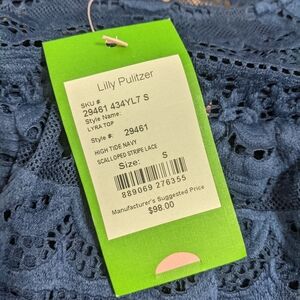 Lilly Pulitzer
SKU #
29461 434YL7 S
Style Name:
LYRA TOP
Style #: 29461
HIGH TIDE NAVY
SCALLOPED STRIPE LACE
Size: S
889069 276355
Manufacturer's Suggested Price
$98.00